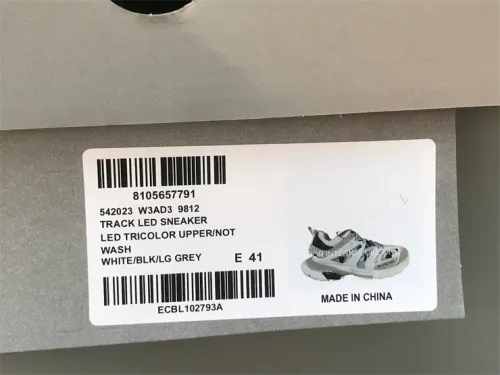 8105657791
542023 W3AD3 9812
TRACK LED SNEAKER
LED TRICOLOR UPPER/NOT
WASH
WHITE/BLK/LG GREY E 41
MADE IN CHINA
ECBL102793A